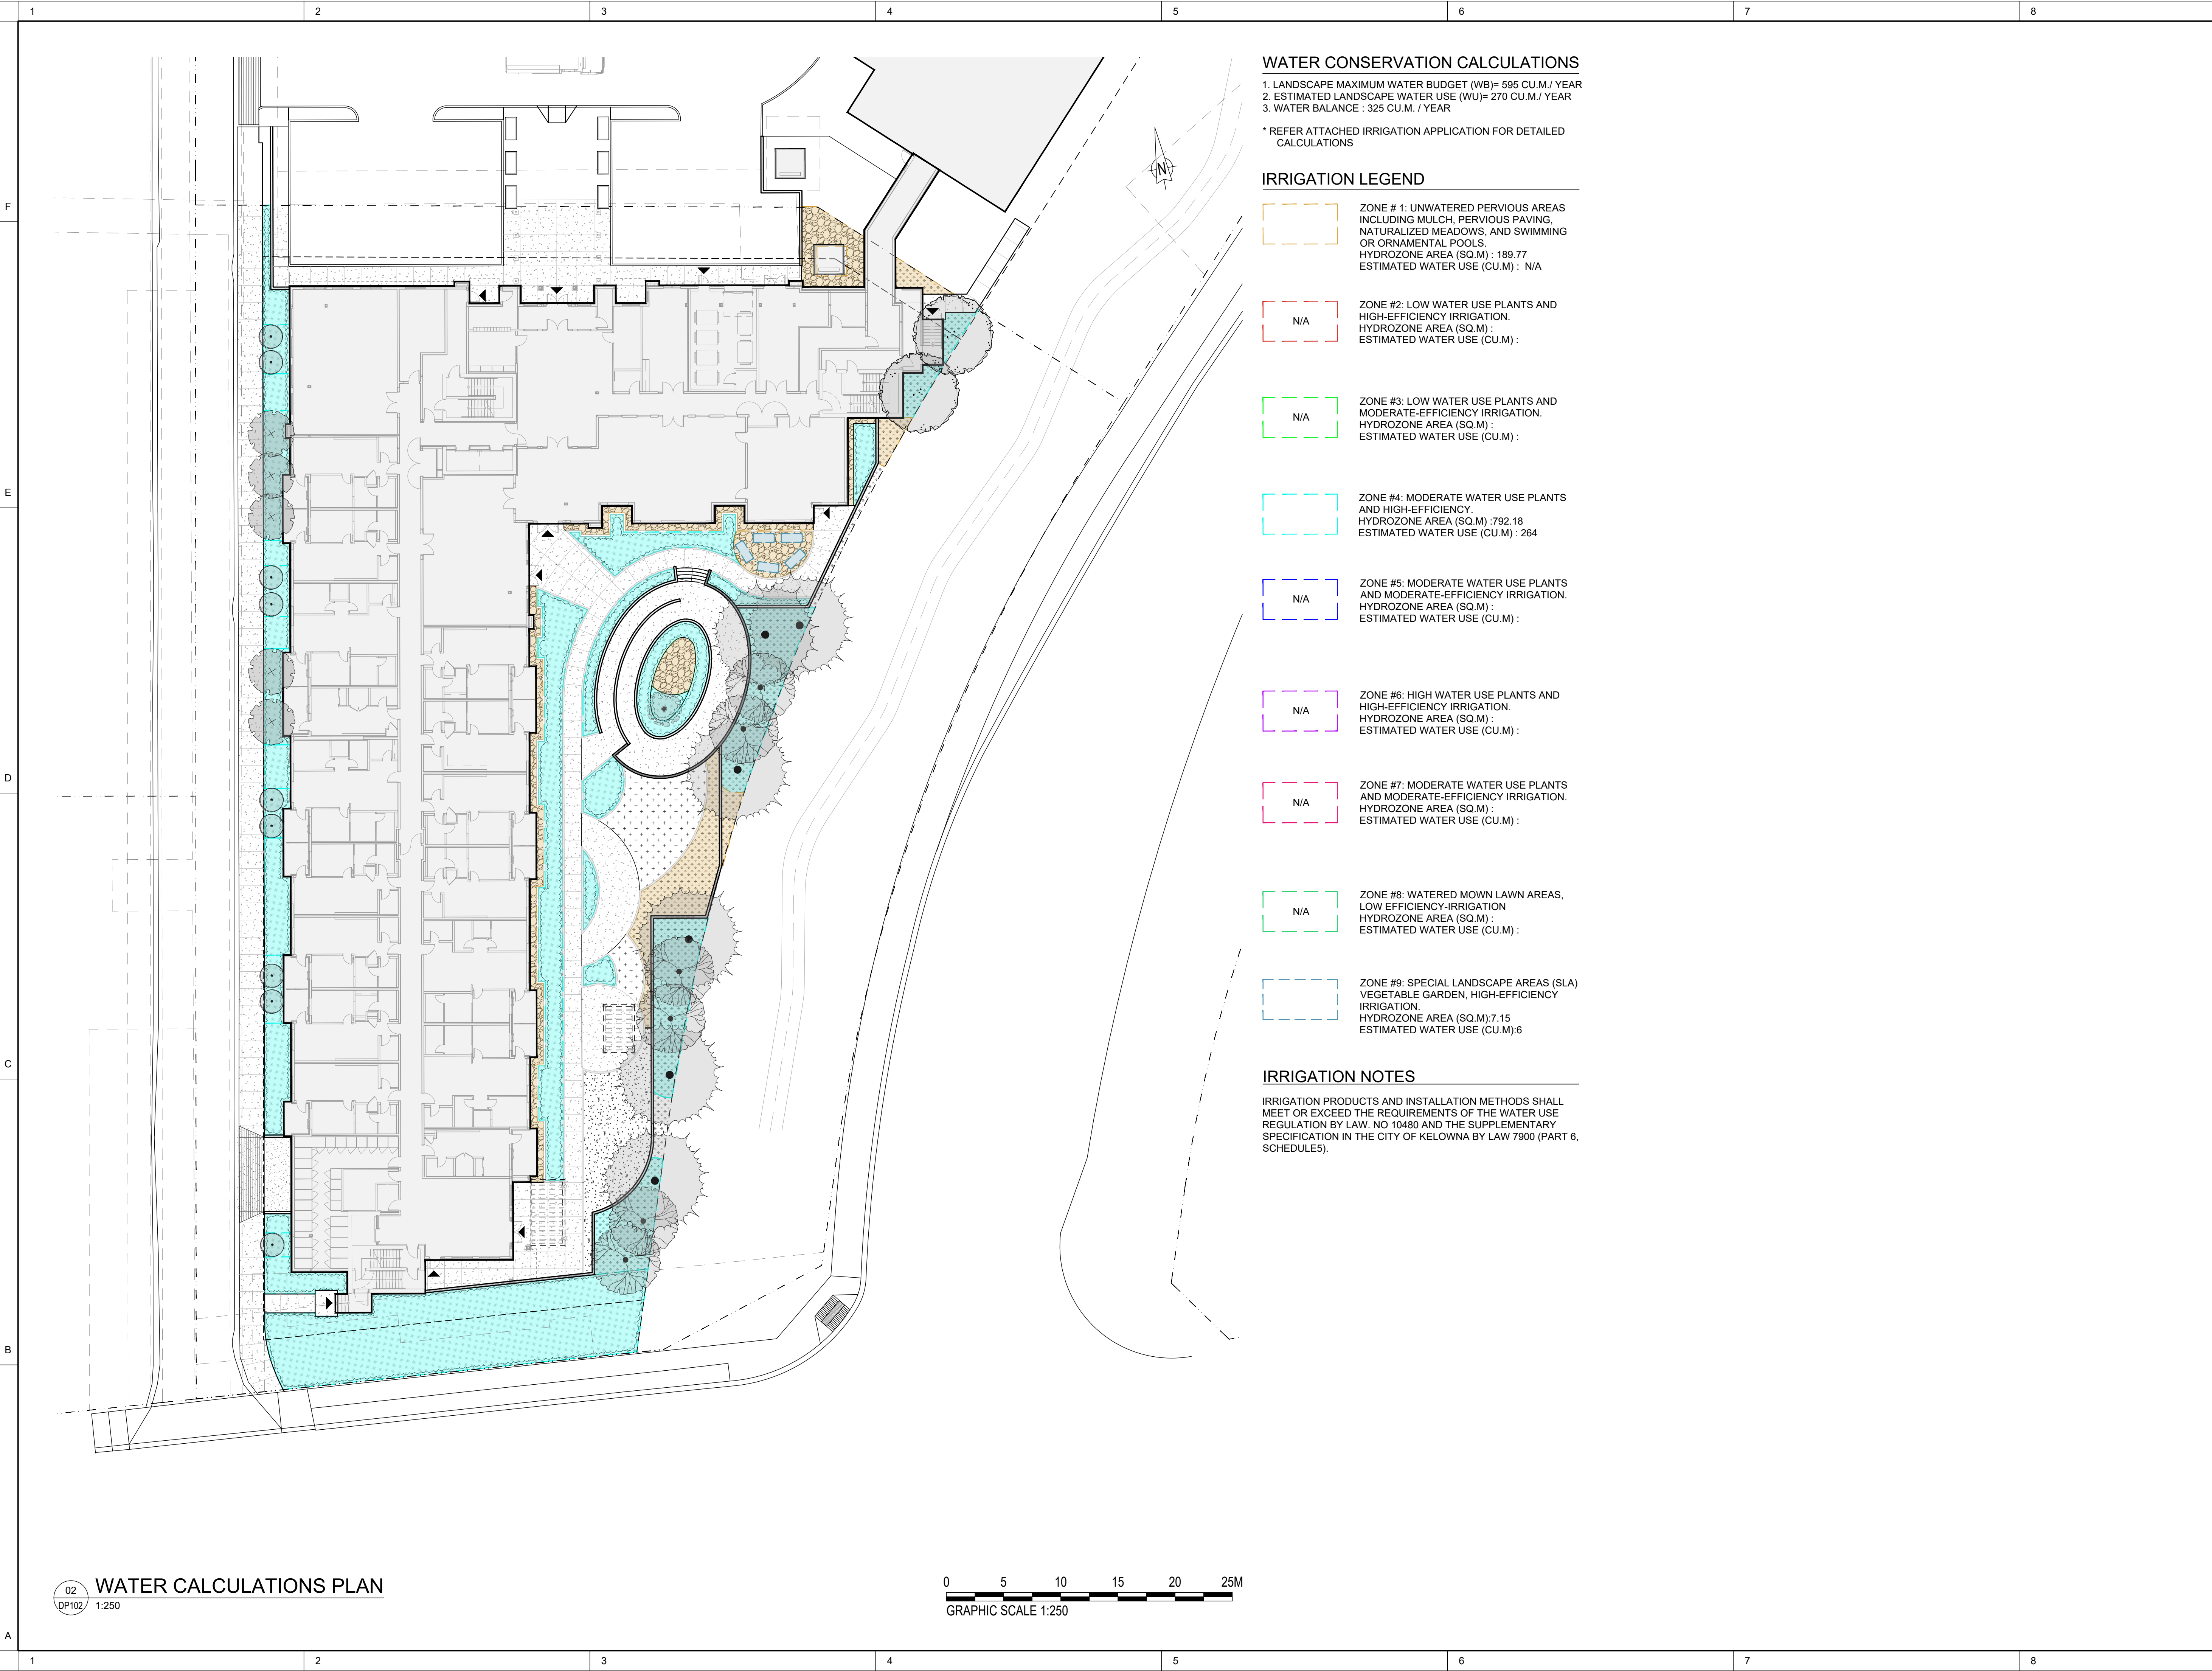 1 2 3 4 5 6 7 8
F
E
D
C
B
A
N
WATER CONSERVATION CALCULATIONS
1. LANDSCAPE MAXIMUM WATER BUDGET (WB)= 595 CU.M./ YEAR
2. ESTIMATED LANDSCAPE WATER USE (WU)= 270 CU.M./ YEAR
3. WATER BALANCE : 325 CU.M. / YEAR
* REFER ATTACHED IRRIGATION APPLICATION FOR DETAILED
CALCULATIONS
IRRIGATION LEGEND
ZONE # 1: UNWATERED PERVIOUS AREAS
INCLUDING MULCH, PERVIOUS PAVING,
NATURALIZED MEADOWS, AND SWIMMING
OR ORNAMENTAL POOLS.
HYDROZONE AREA (SQ.M) : 189.77
ESTIMATED WATER USE (CU.M) : N/A
N/A
ZONE #2: LOW WATER USE PLANTS AND
HIGH-EFFICIENCY IRRIGATION.
HYDROZONE AREA (SQ.M) :
ESTIMATED WATER USE (CU.M) :
N/A
ZONE #3: LOW WATER USE PLANTS AND
MODERATE-EFFICIENCY IRRIGATION.
HYDROZONE AREA (SQ.M) :
ESTIMATED WATER USE (CU.M) :
ZONE #4: MODERATE WATER USE PLANTS
AND HIGH-EFFICIENCY.
HYDROZONE AREA (SQ.M) :792.18
ESTIMATED WATER USE (CU.M) : 264
N/A
ZONE #5: MODERATE WATER USE PLANTS
AND MODERATE-EFFICIENCY IRRIGATION.
HYDROZONE AREA (SQ.M) :
ESTIMATED WATER USE (CU.M) :
N/A
ZONE #6: HIGH WATER USE PLANTS AND
HIGH-EFFICIENCY IRRIGATION.
HYDROZONE AREA (SQ.M) :
ESTIMATED WATER USE (CU.M) :
N/A
ZONE #7: MODERATE WATER USE PLANTS
AND MODERATE-EFFICIENCY IRRIGATION.
HYDROZONE AREA (SQ.M) :
ESTIMATED WATER USE (CU.M) :
N/A
ZONE #8: WATERED MOWN LAWN AREAS,
LOW EFFICIENCY-IRRIGATION
HYDROZONE AREA (SQ.M) :
ESTIMATED WATER USE (CU.M) :
ZONE #9: SPECIAL LANDSCAPE AREAS (SLA)
VEGETABLE GARDEN, HIGH-EFFICIENCY
IRRIGATION.
HYDROZONE AREA (SQ.M):7.15
ESTIMATED WATER USE (CU.M):6
IRRIGATION NOTES
IRRIGATION PRODUCTS AND INSTALLATION METHODS SHALL
MEET OR EXCEED THE REQUIREMENTS OF THE WATER USE
REGULATION BY LAW. NO 10480 AND THE SUPPLEMENTARY
SPECIFICATION IN THE CITY OF KELOWNA BY LAW 7900 (PART 6,
SCHEDULE5).
02
DP102
WATER CALCULATIONS PLAN
1:250
0 5 10 15 20 25M
GRAPHIC SCALE 1:250
1 2 3 4 5 6 7 8